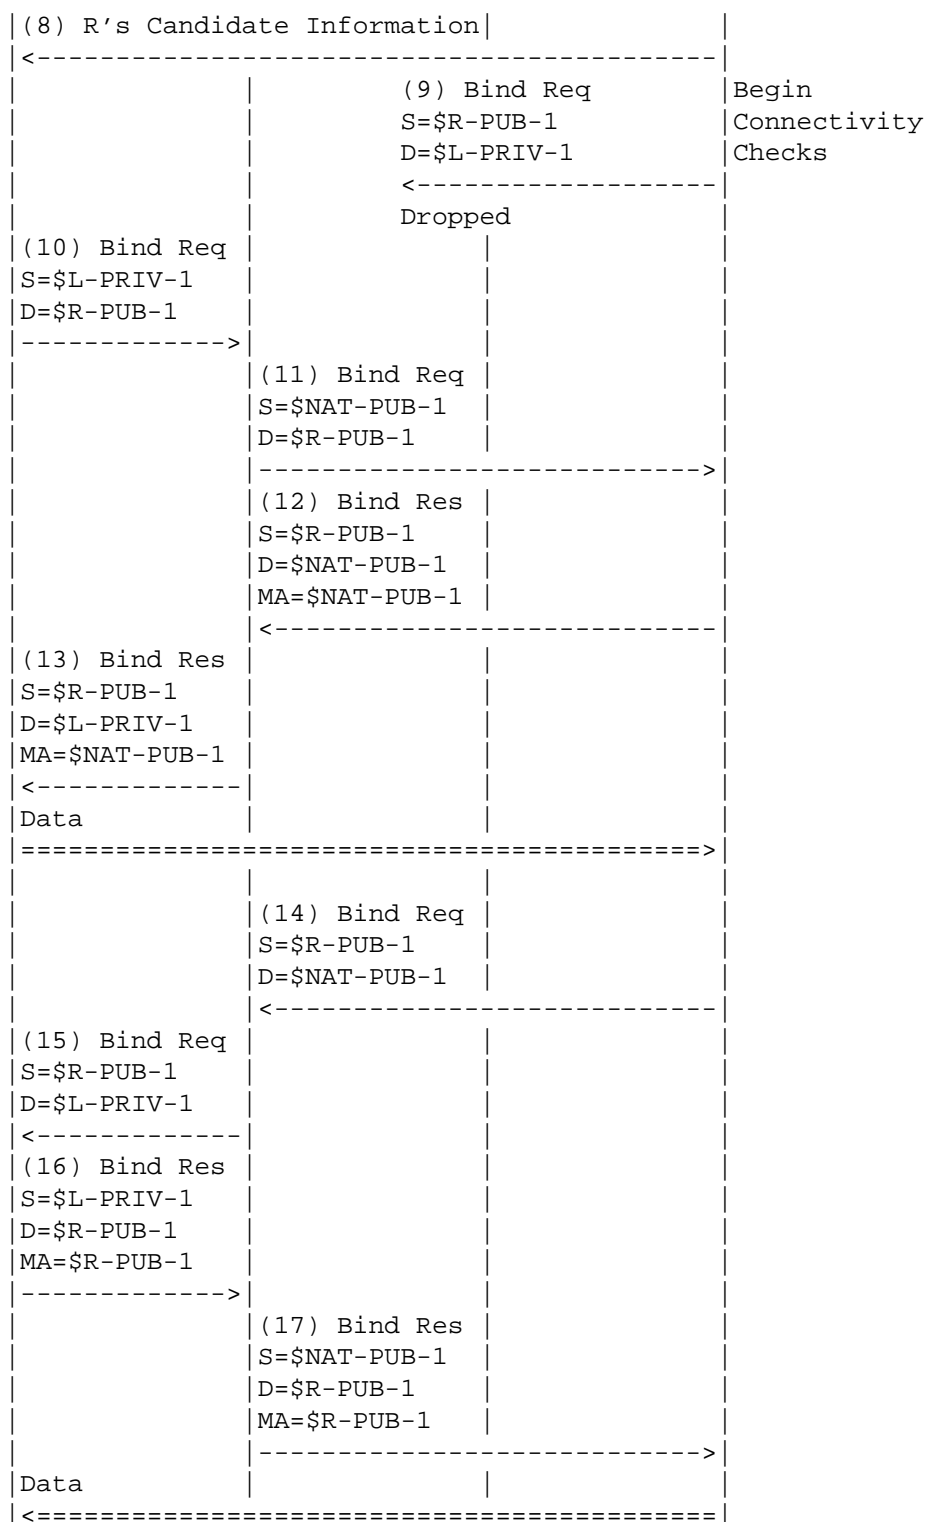 |(8) R's Candidate Information|              |
|<-------------------------------------------|
|              |         (9) Bind Req         |Begin
|              |         S=$R-PUB-1           |Connectivity
|              |         D=$L-PRIV-1          |Checks
|              |         <--------------------|
|              |         Dropped              |
|(10) Bind Req |              |              |
|S=$L-PRIV-1   |              |              |
|D=$R-PUB-1    |              |              |
|------------->|              |              |
|              |(11) Bind Req |              |
|              |S=$NAT-PUB-1  |              |
|              |D=$R-PUB-1    |              |
|              |---------------------------->|
|              |(12) Bind Res |              |
|              |S=$R-PUB-1    |              |
|              |D=$NAT-PUB-1  |              |
|              |MA=$NAT-PUB-1 |              |
|              |<----------------------------|
|(13) Bind Res |              |              |
|S=$R-PUB-1    |              |              |
|D=$L-PRIV-1   |              |              |
|MA=$NAT-PUB-1 |              |              |
|<-------------|              |              |
|Data          |              |              |
|===========================================>|
|              |              |              |
|              |(14) Bind Req |              |
|              |S=$R-PUB-1    |              |
|              |D=$NAT-PUB-1  |              |
|              |<----------------------------|
|(15) Bind Req |              |              |
|S=$R-PUB-1    |              |              |
|D=$L-PRIV-1   |              |              |
|<-------------|              |              |
|(16) Bind Res |              |              |
|S=$L-PRIV-1   |              |              |
|D=$R-PUB-1    |              |              |
|MA=$R-PUB-1   |              |              |
|------------->|              |              |
|              |(17) Bind Res |              |
|              |S=$NAT-PUB-1  |              |
|              |D=$R-PUB-1    |              |
|              |MA=$R-PUB-1   |              |
|              |---------------------------->|
|Data          |              |              |
|<===========================================|